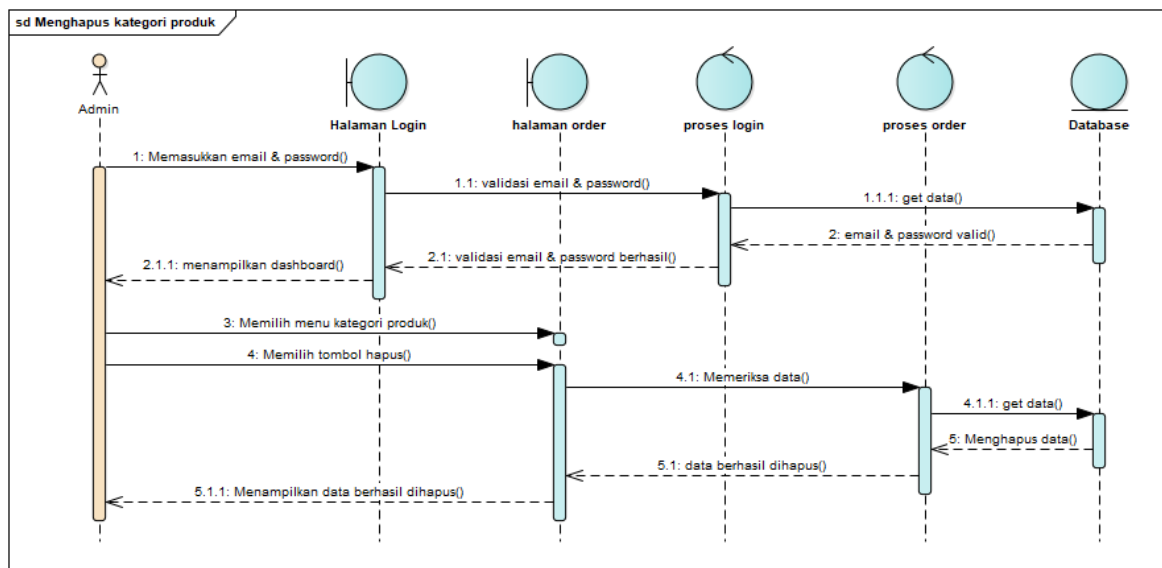 sd Menghapus kategori produk
Admin
Halaman Login
halaman order
proses login
proses order
Database
1: Memasukkan email & password()
1.1: validasi email & password()
1.1.1: get data()
2: email & password valid()
2.1: validasi email & password berhasil()
2.1.1: menampilkan dashboard()
3: Memilih menu kategori produk()
4: Memilih tombol hapus()
4.1: Memeriksa data()
4.1.1: get data()
5: Menghapus data()
5.1: data berhasil dihapus()
5.1.1: Menampilkan data berhasil dihapus()